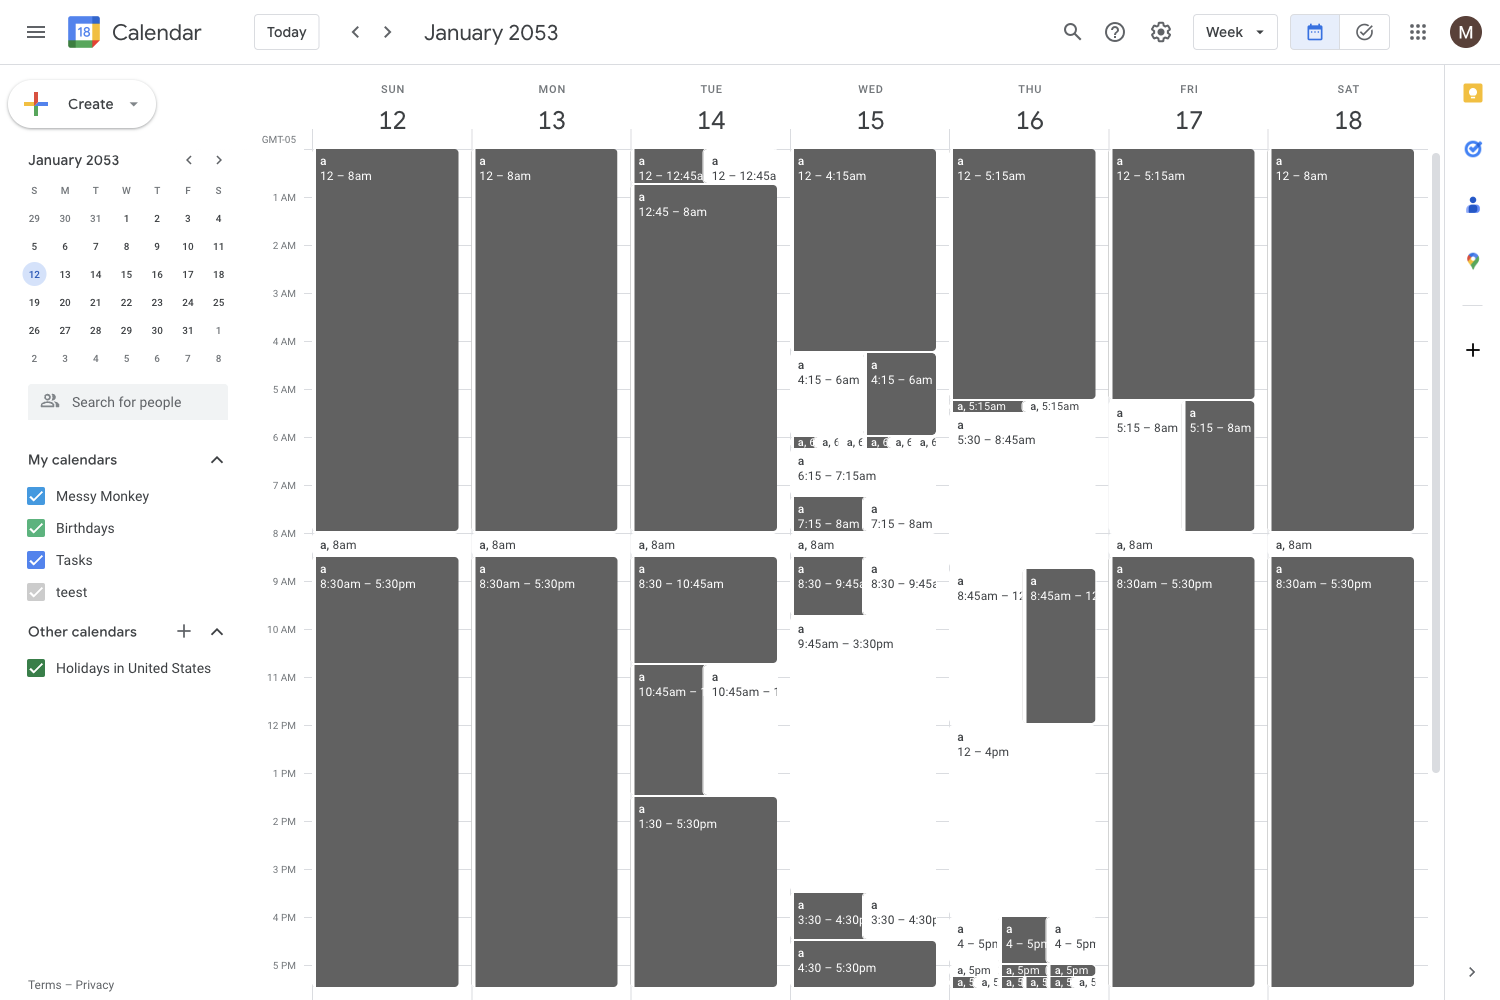 18 Calendar
Today
January 2053
Week
M
Create
January 2053
S M T W T F S
29 30 31 1 2 3 4
5 6 7 8 9 10 11
12 13 14 15 16 17 18
19 20 21 22 23 24 25
26 27 28 29 30 31 1
2 3 4 5 6 7 8
Search for people
My calendars
Messy Monkey
Birthdays
Tasks
teest
Other calendars
Holidays in United States
Terms – Privacy
GMT-05
1 AM
2 AM
3 AM
4 AM
5 AM
6 AM
7 AM
8 AM
9 AM
10 AM
11 AM
12 PM
1 PM
2 PM
3 PM
4 PM
5 PM
SUN
12
a
12 – 8am
a, 8am
a
8:30am – 5:30pm
MON
13
a
12 – 8am
a, 8am
a
8:30am – 5:30pm
TUE
14
a
12 – 12:45a
a
12 – 12:45a
a
12:45 – 8am
a, 8am
a
8:30 – 10:45am
a
10:45am –
a
10:45am – 1
a
1:30 – 5:30pm
WED
15
a
12 – 4:15am
a
4:15 – 6am
a
4:15 – 6am
a, 6
a, 6
a, 6
a, 6
a, 6
a, 6
a
6:15 – 7:15am
a
7:15 – 8am
a
7:15 – 8am
a, 8am
a
8:30 – 9:45a
a
8:30 – 9:45a
a
9:45am – 3:30pm
a
3:30 – 4:30p
a
3:30 – 4:30p
a
4:30 – 5:30pm
THU
16
a
12 – 5:15am
a, 5:15am
a, 5:15am
a
5:30 – 8:45am
a
8:45am – 12
a
8:45am – 12
a
12 – 4pm
a
4 – 5pm
a
4 – 5pm
a
4 – 5pm
a, 5pm
a, 5pm
a, 5pm
a, 5
a, 5
a, 5
a, 5
a, 5
a, 5
FRI
17
a
12 – 5:15am
a
5:15 – 8am
a
5:15 – 8am
a, 8am
a
8:30am – 5:30pm
SAT
18
a
12 – 8am
a, 8am
a
8:30am – 5:30pm